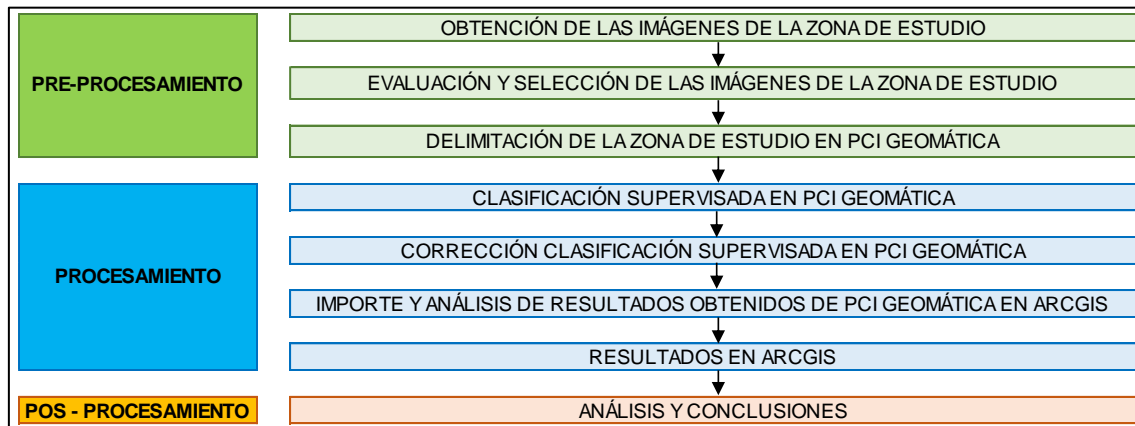 PRE-PROCESAMIENTO
OBTENCIÓN DE LAS IMÁGENES DE LA ZONA DE ESTUDIO
EVALUACIÓN Y SELECCIÓN DE LAS IMÁGENES DE LA ZONA DE ESTUDIO
DELIMITACIÓN DE LA ZONA DE ESTUDIO EN PCI GEOMÁTICA
PROCESAMIENTO
CLASIFICACIÓN SUPERVISADA EN PCI GEOMÁTICA
CORRECCIÓN CLASIFICACIÓN SUPERVISADA EN PCI GEOMÁTICA
IMPORTE Y ANÁLISIS DE RESULTADOS OBTENIDOS DE PCI GEOMÁTICA EN ARCGIS
RESULTADOS EN ARCGIS
POS - PROCESAMIENTO
ANÁLISIS Y CONCLUSIONES